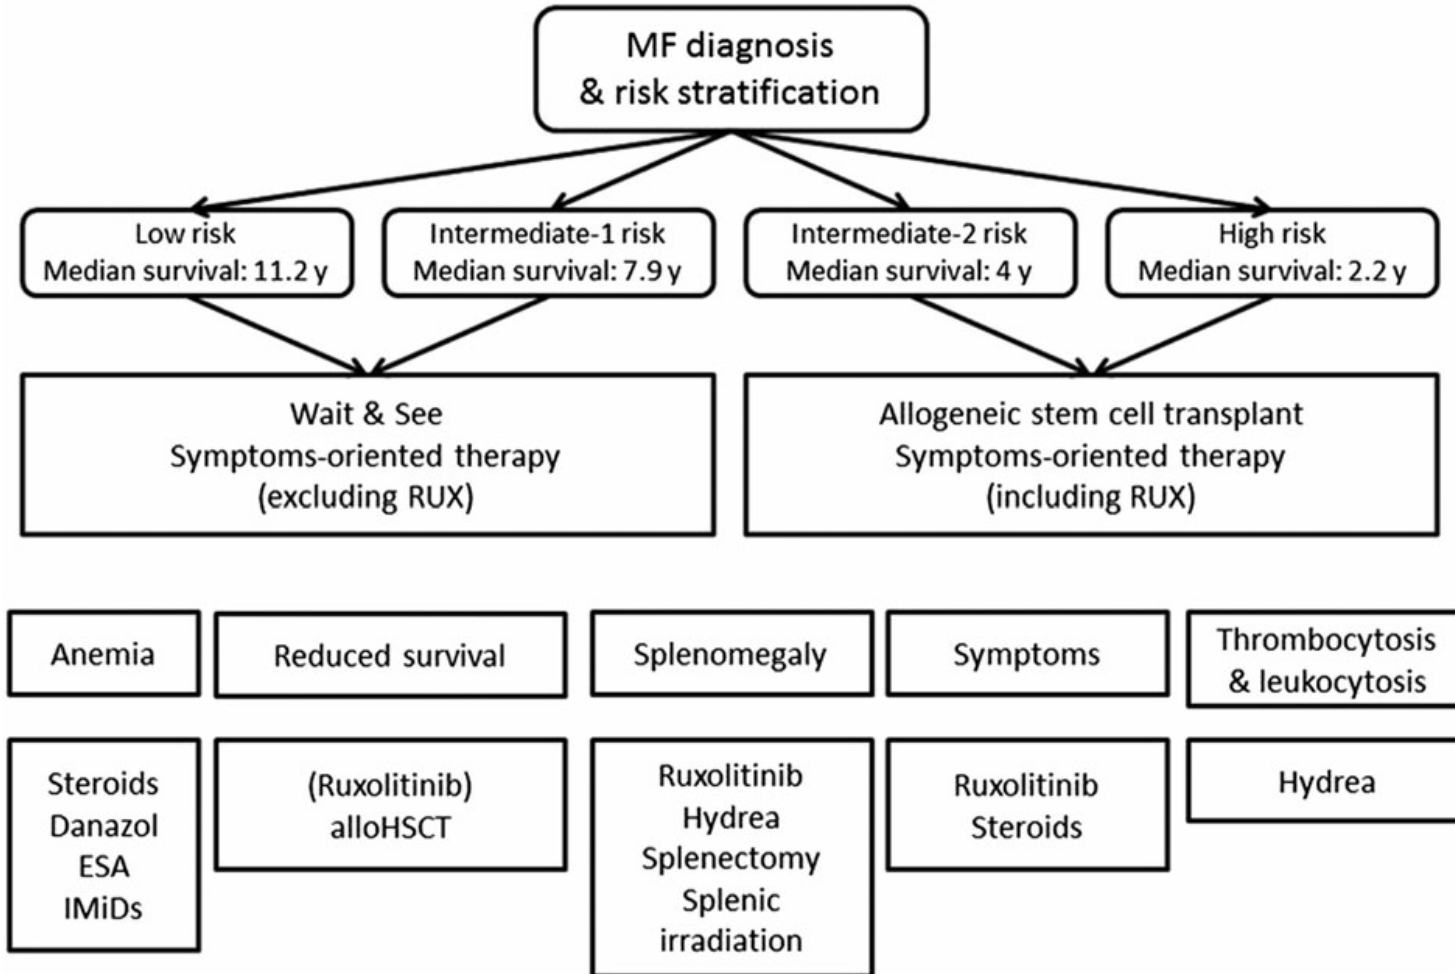 MF diagnosis
& risk stratification
Low risk
Median survival: 11.2 y
Intermediate-1 risk
Median survival: 7.9 y
Intermediate-2 risk
Median survival: 4 y
High risk
Median survival: 2.2 y
Wait & See
Symptoms-oriented therapy
(excluding RUX)
Allogeneic stem cell transplant
Symptoms-oriented therapy
(including RUX)
Anemia
Reduced survival
Splenomegaly
Symptoms
Thrombocytosis
& leukocytosis
Steroids
Danazol
ESA
IMiDs
(Ruxolitinib)
alloHSCT
Ruxolitinib
Hydrea
Splenectomy
Splenic
irradiation
Ruxolitinib
Steroids
Hydrea